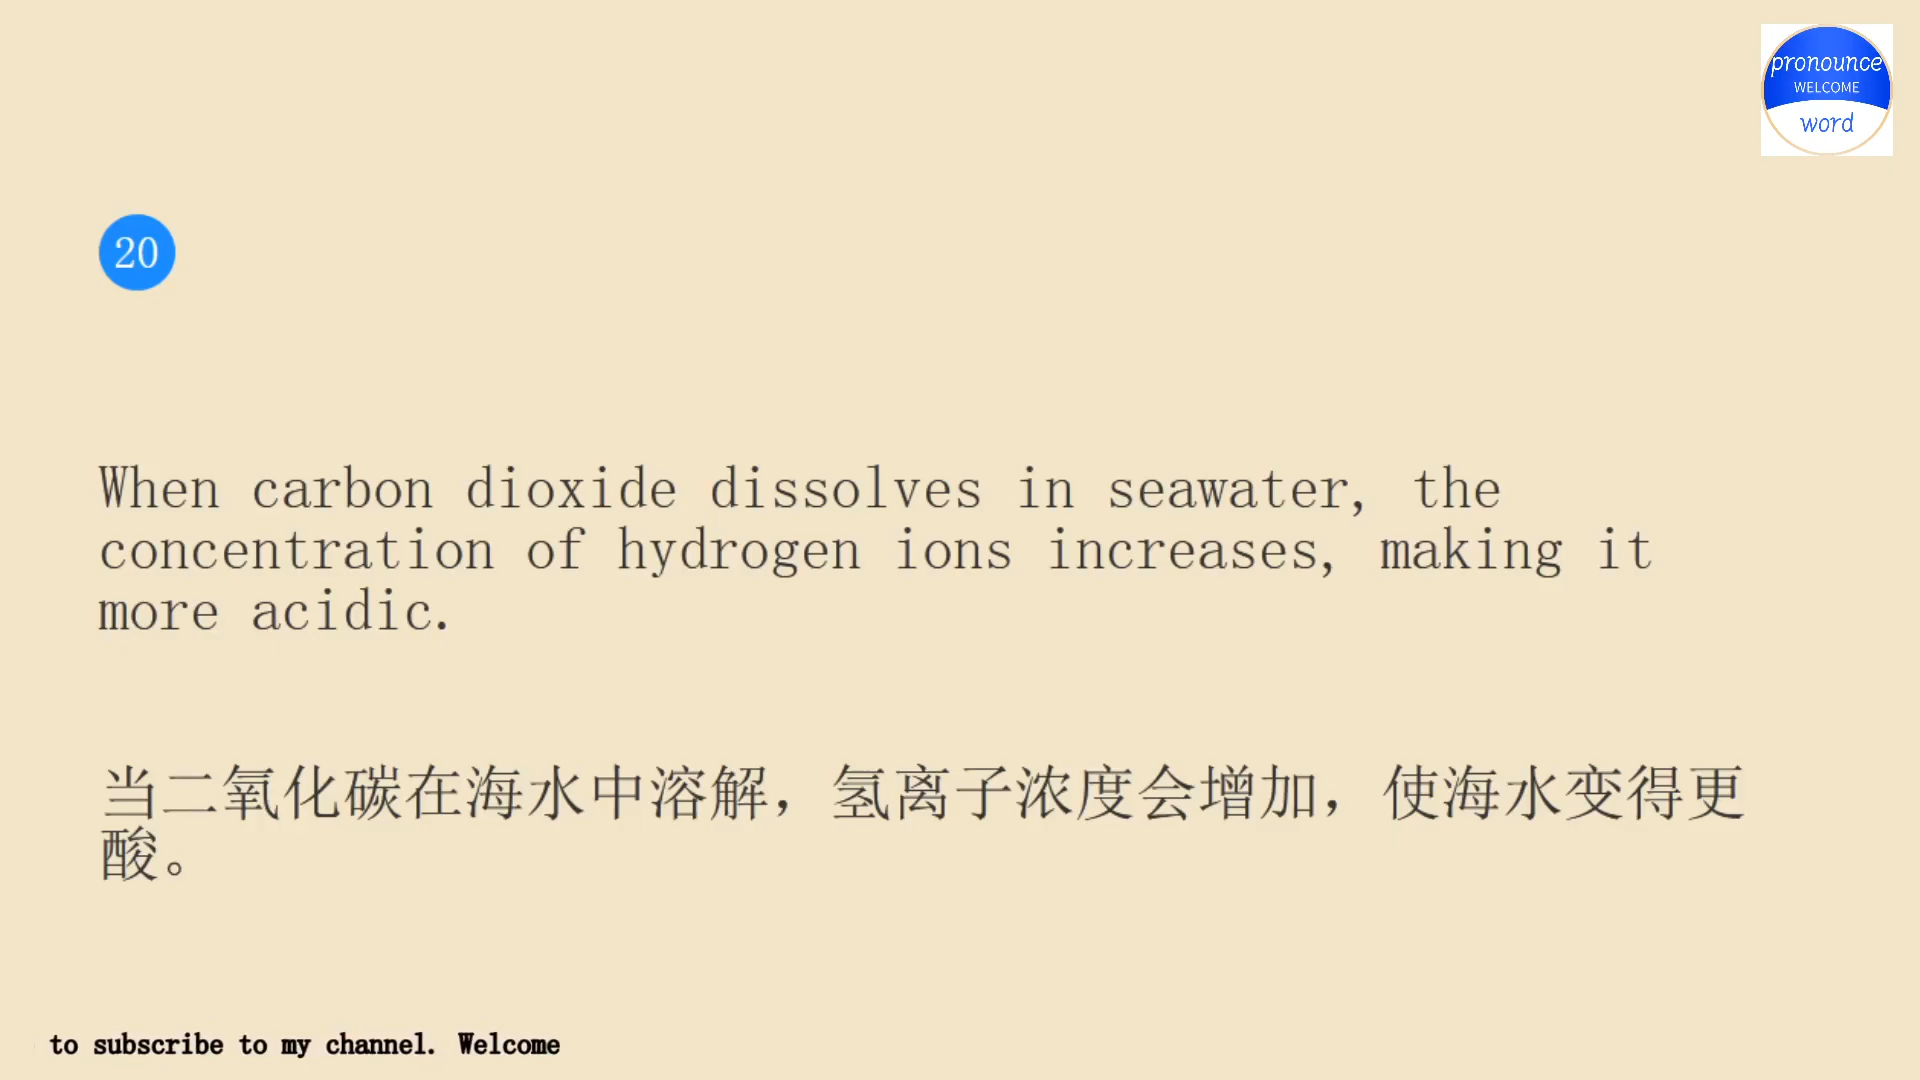 pronounce
WELCOME
word
20
When carbon dioxide dissolves in seawater, the
concentration of hydrogen ions increases, making it
more acidic.
当二氧化碳在海水中溶解，氢离子浓度会增加，使海水变得更
酸。
to subscribe to my channel. Welcome